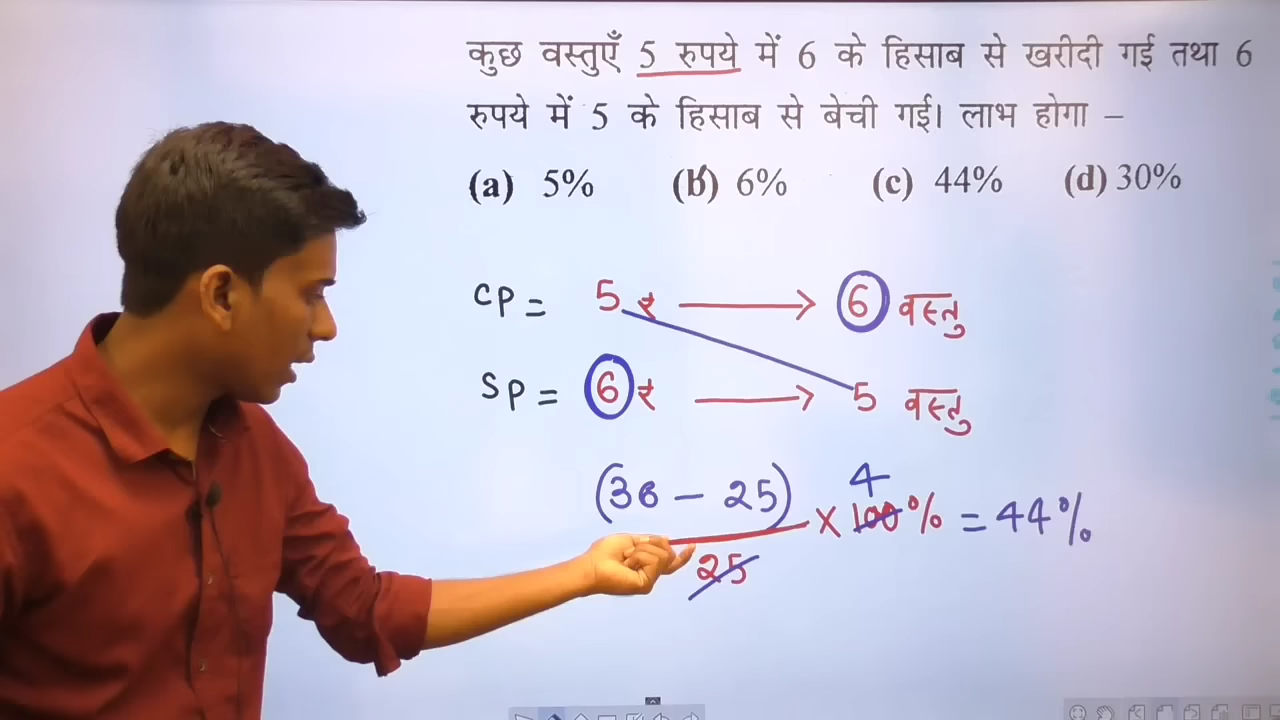 कुछ वस्तुएँ 5 रुपये में 6 के हिसाब से खरीदी गई तथा 6
रुपये में 5 के हिसाब से बेची गई। लाभ होगा –
(a) 5% (b) 6% (c) 44% (d) 30%
CP = 5 ₹ → 6 वस्तु
SP = 6 ₹ → 5 वस्तु
4
(36 – 25) × 100% = 44%
25